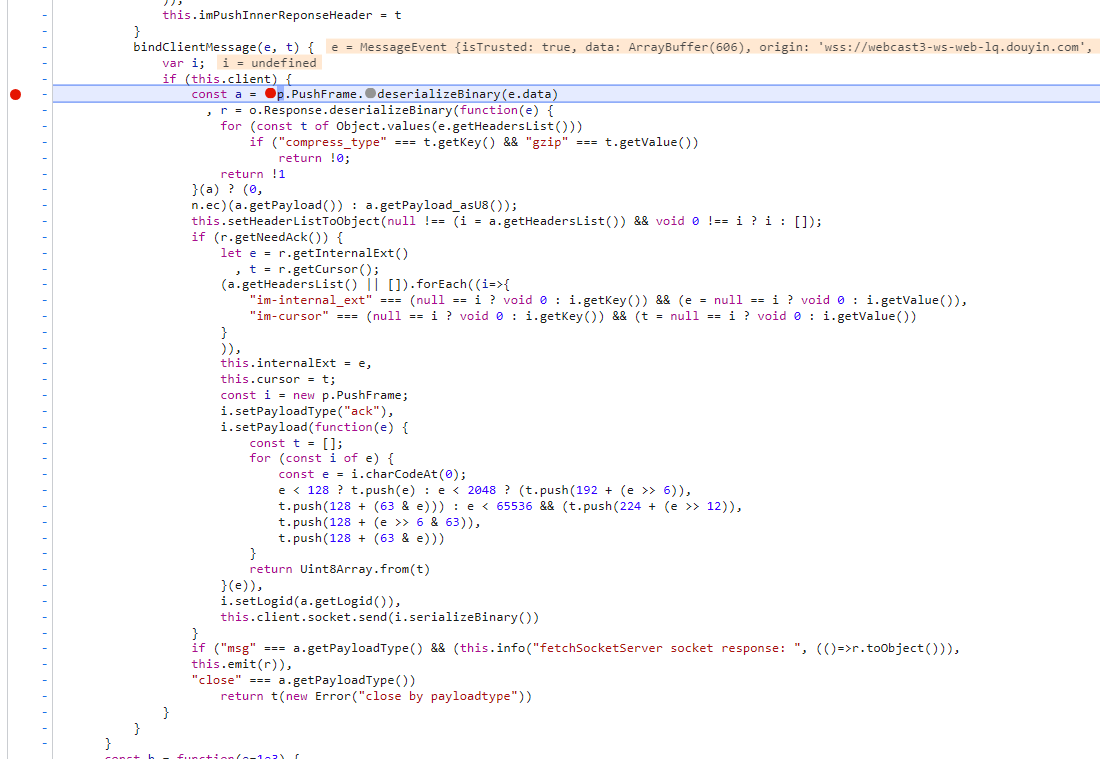 )),
this.imPushInnerReponseHeader = t
}
bindClientMessage(e, t) { e = MessageEvent {isTrusted: true, data: ArrayBuffer(606), origin: 'wss://webcast3-ws-web-lq.douyin.com',
var i; i = undefined
if (this.client) {
const a = p.PushFrame.deserializeBinary(e.data)
, r = o.Response.deserializeBinary(function(e) {
for (const t of Object.values(e.getHeadersList()))
if ("compress_type" === t.getKey() && "gzip" === t.getValue())
return !0;
return !1
}(a) ? (0,
n.ec)(a.getPayload()) : a.getPayload_asU8());
this.setHeaderListToObject(null !== (i = a.getHeadersList()) && void 0 !== i ? i : []);
if (r.getNeedAck()) {
let e = r.getInternalExt()
, t = r.getCursor();
(a.getHeadersList() || []).forEach((i=>{
"im-internal_ext" === (null == i ? void 0 : i.getKey()) && (e = null == i ? void 0 : i.getValue()),
"im-cursor" === (null == i ? void 0 : i.getKey()) && (t = null == i ? void 0 : i.getValue())
}
)),
this.internalExt = e,
this.cursor = t;
const i = new p.PushFrame;
i.setPayloadType("ack"),
i.setPayload(function(e) {
const t = [];
for (const i of e) {
const e = i.charCodeAt(0);
e < 128 ? t.push(e) : e < 2048 ? (t.push(192 + (e >> 6)),
t.push(128 + (63 & e))) : e < 65536 && (t.push(224 + (e >> 12)),
t.push(128 + (e >> 6 & 63)),
t.push(128 + (63 & e)))
}
return Uint8Array.from(t)
}(e)),
i.setLogid(a.getLogid()),
this.client.socket.send(i.serializeBinary())
}
if ("msg" === a.getPayloadType() && (this.info("fetchSocketServer socket response: ", (()=>r.toObject())),
this.emit(r)),
"close" === a.getPayloadType())
return t(new Error("close by payloadtype"))
}
}
}
const b = function(e=1e3) {